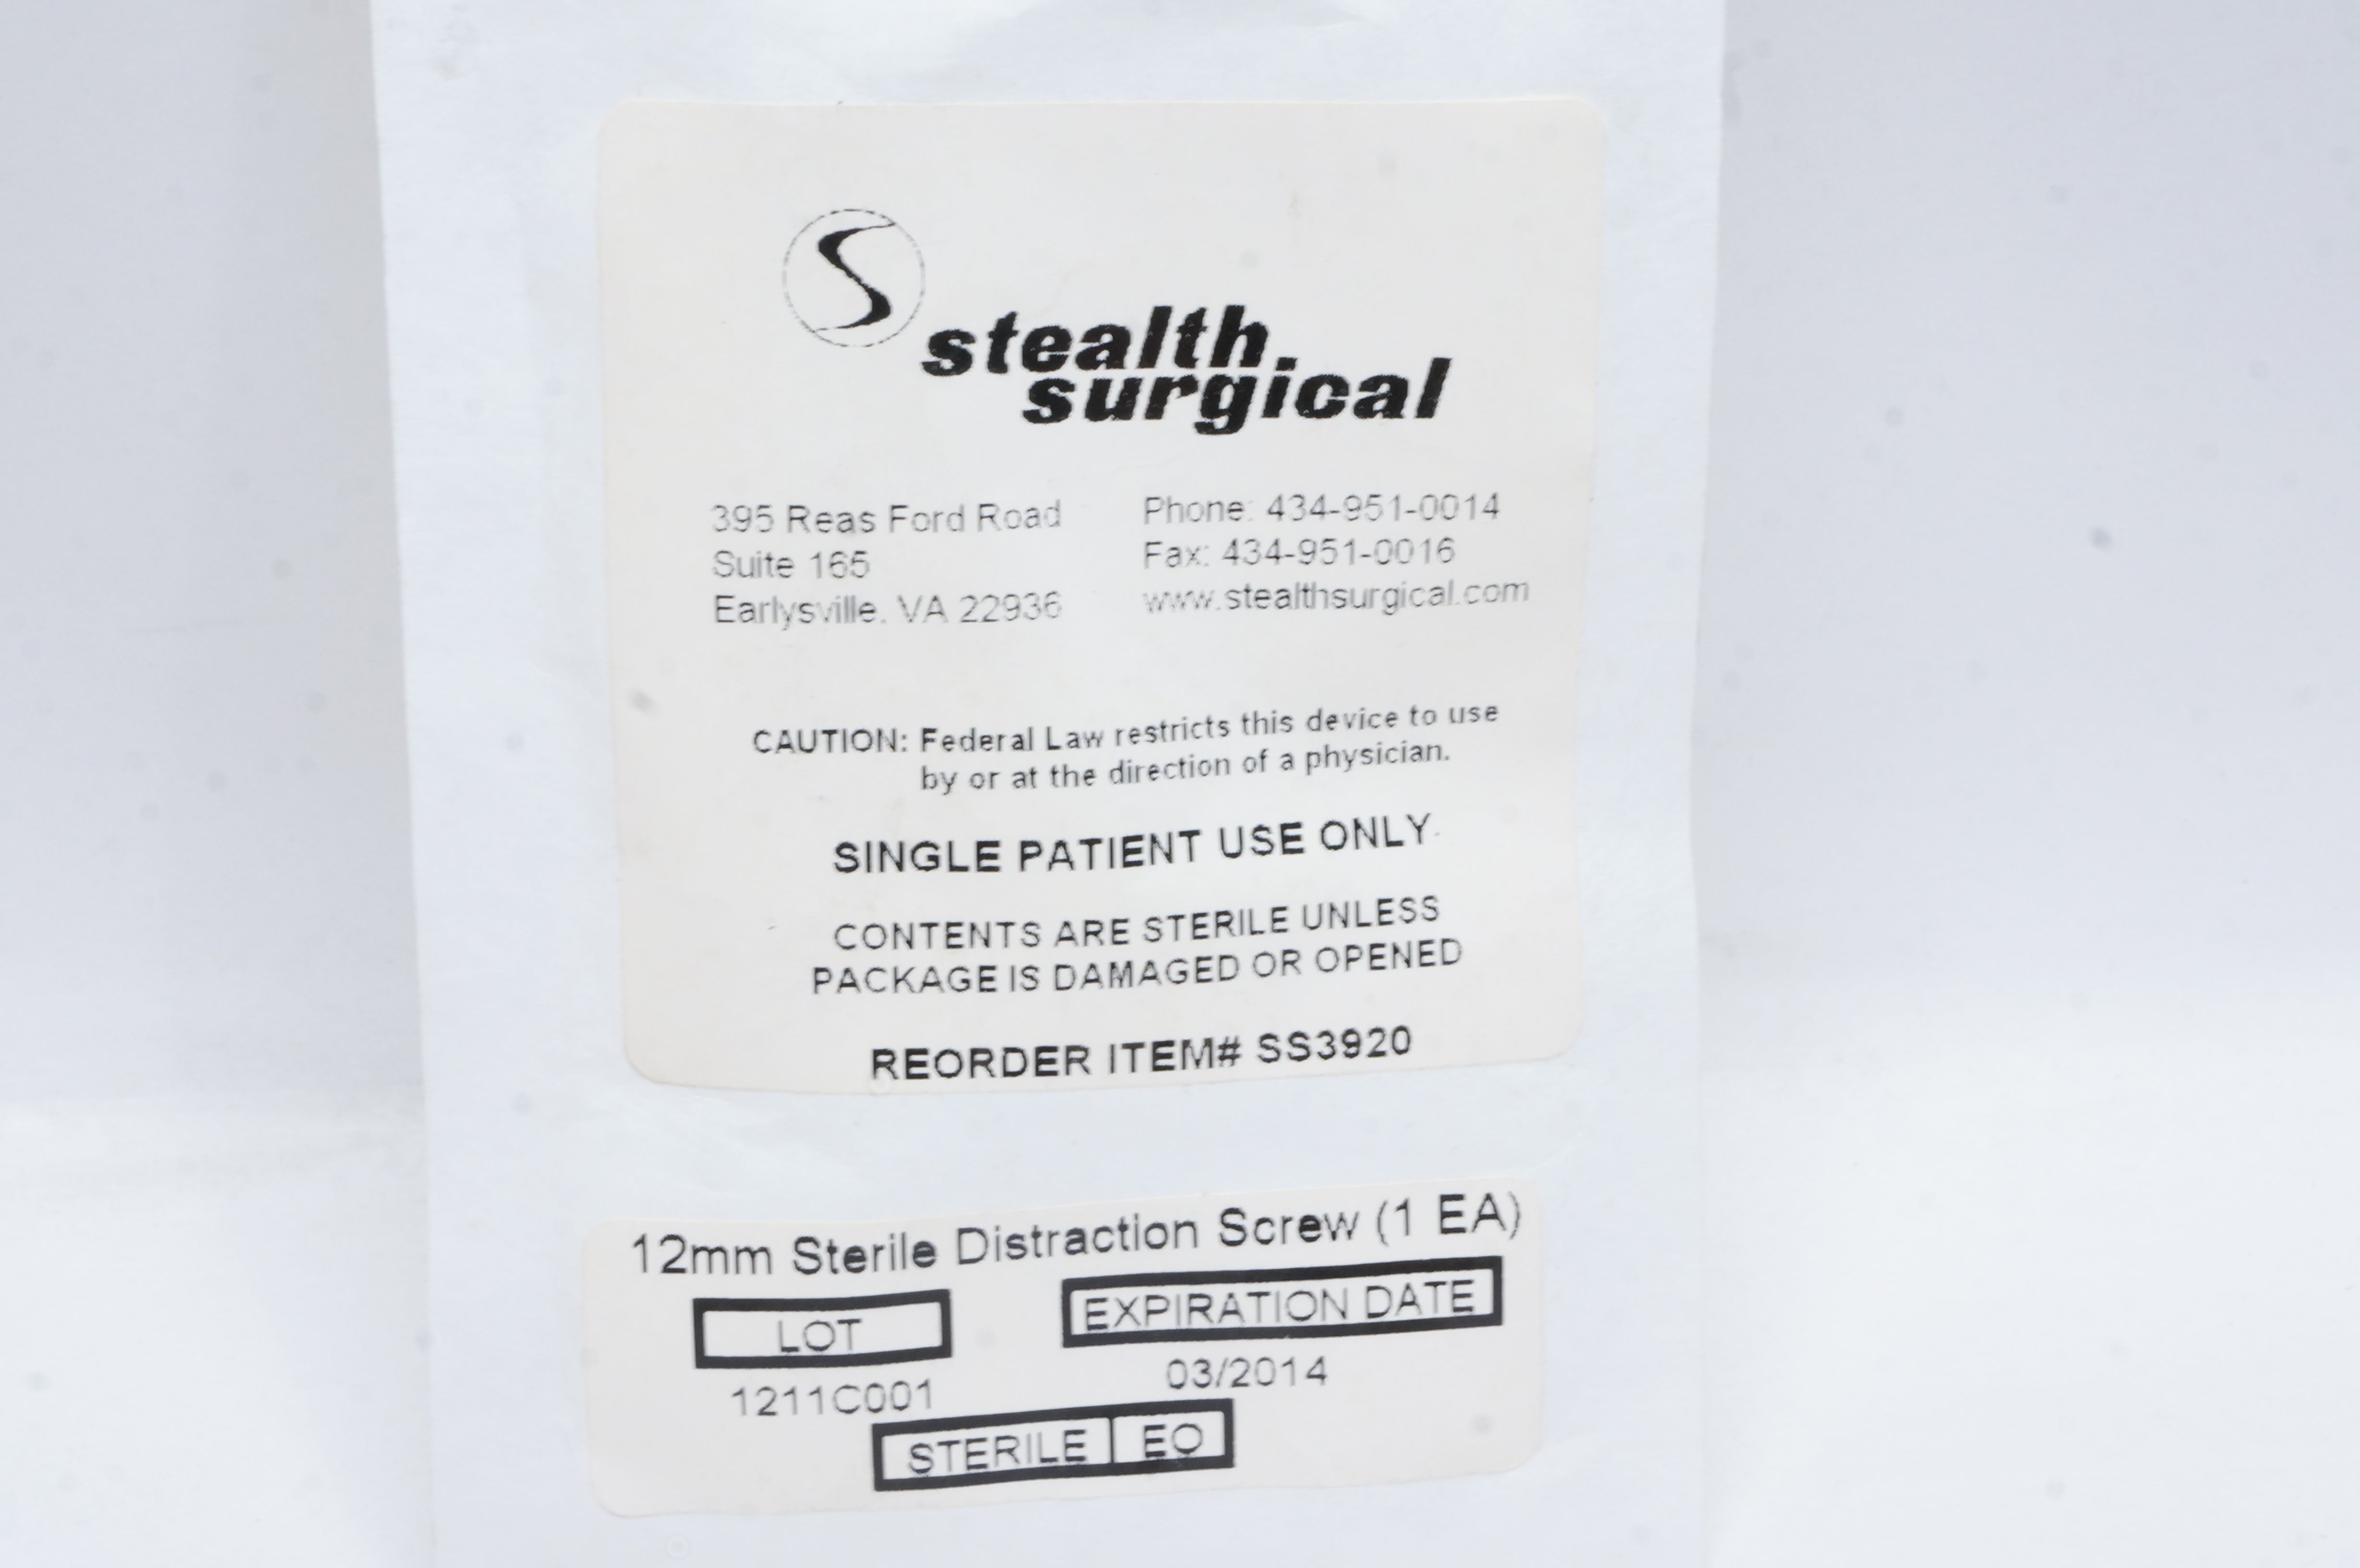 stealth
surgical
395 Reas Ford Road
Suite 165
Earlysville, VA 22936
Phone: 434-951-0014
Fax: 434-951-0016
www.stealthsurgical.com
CAUTION: Federal Law restricts this device to use
by or at the direction of a physician.
SINGLE PATIENT USE ONLY
CONTENTS ARE STERILE UNLESS
PACKAGE IS DAMAGED OR OPENED
REORDER ITEM# SS3920
12mm Sterile Distraction Screw (1 EA)
LOT
1211C001
EXPIRATION DATE
03/2014
STERILE EO